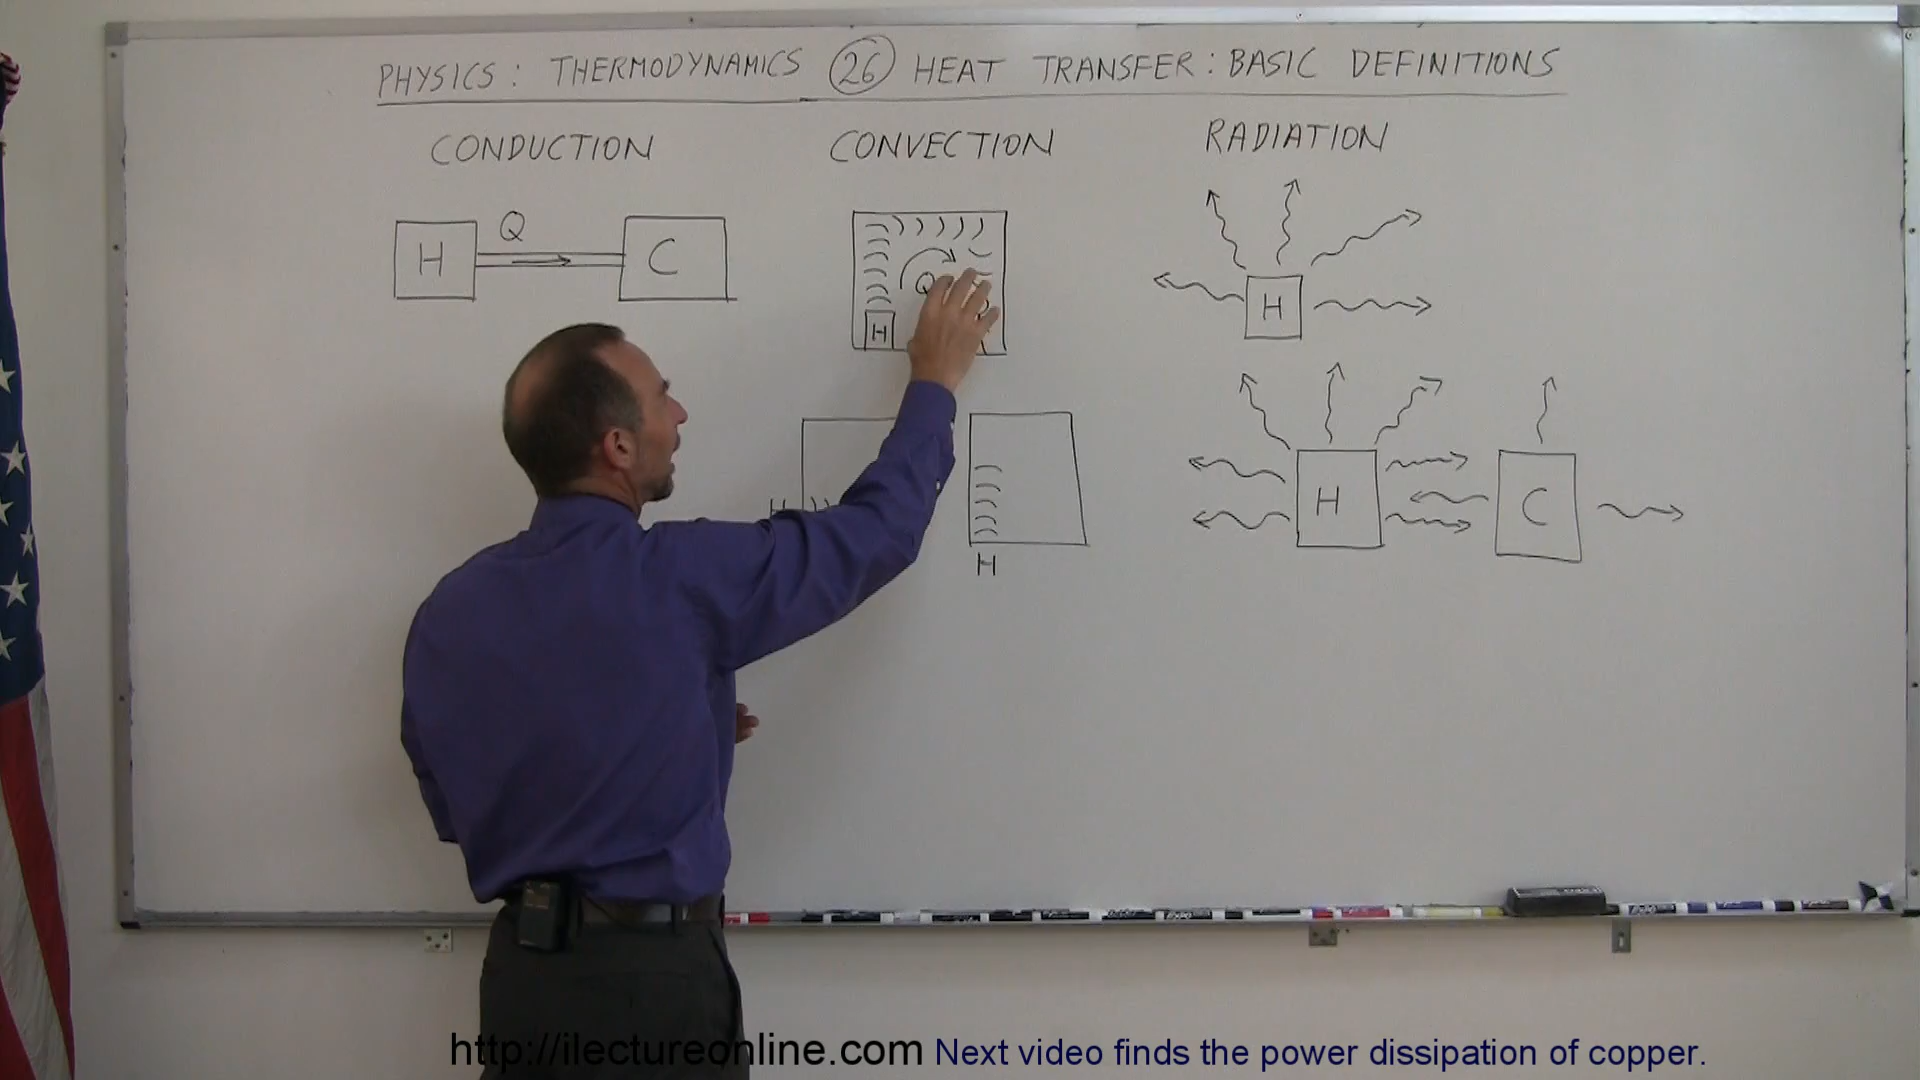 PHYSICS: THERMODYNAMICS 26 HEAT TRANSFER: BASIC DEFINITIONS
CONDUCTION
CONVECTION
RADIATION
H Q C
Q
H
H
H
H
H C
http://ilectureonline.com Next video finds the power dissipation of copper.